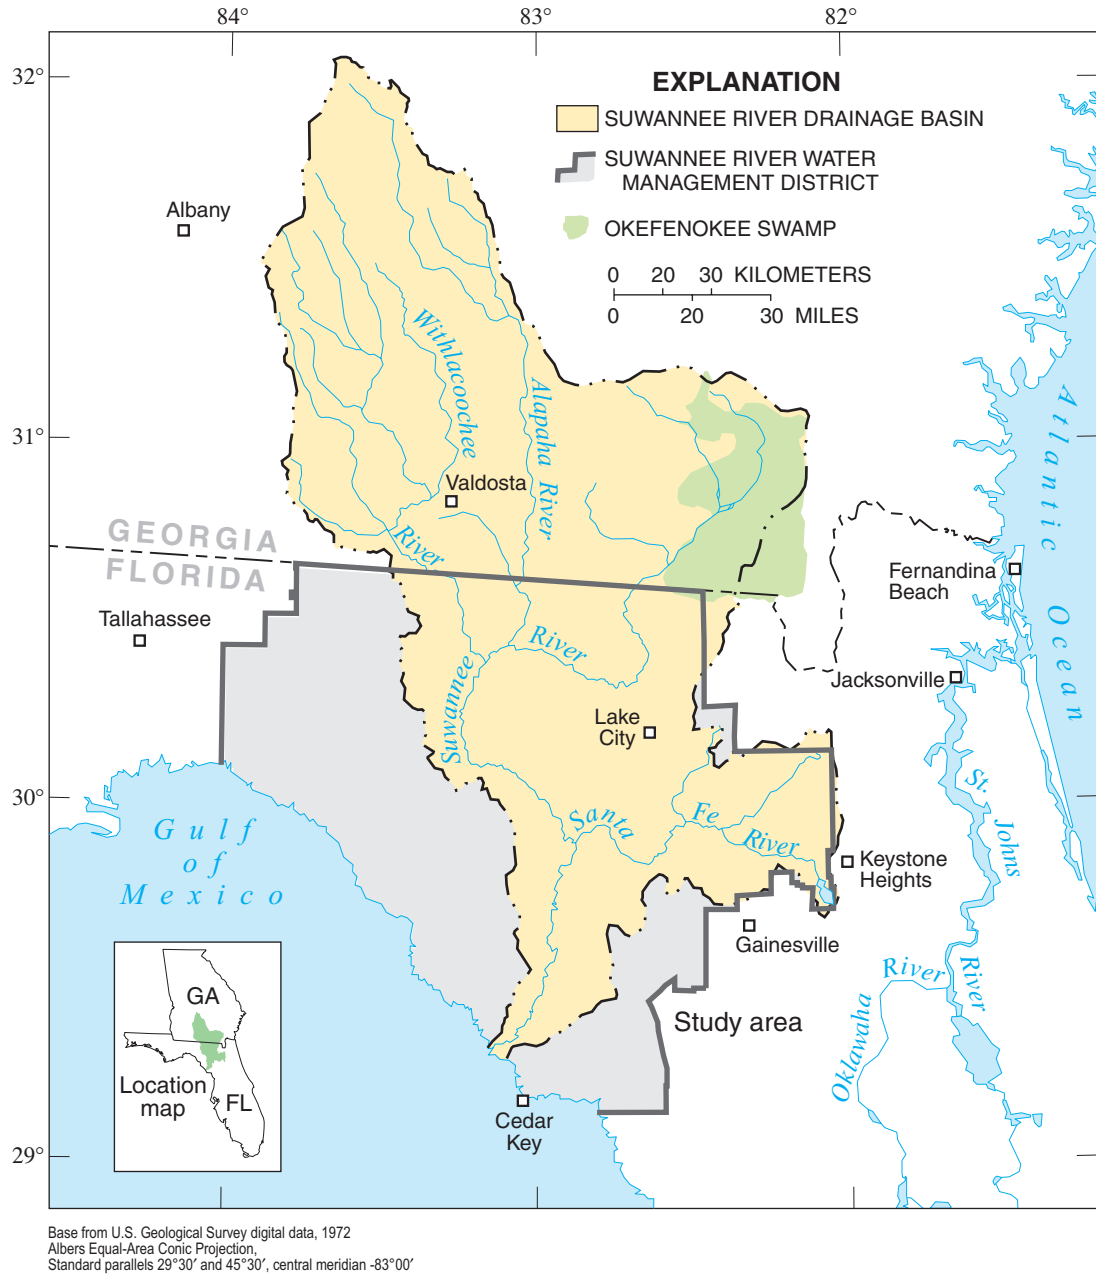 84° 83° 82°
32°
EXPLANATION
SUWANNEE RIVER DRAINAGE BASIN
SUWANNEE RIVER WATER
MANAGEMENT DISTRICT
OKEFENOKEE SWAMP
0 20 30 KILOMETERS
0 20 30 MILES
Albany
Withlacoochee
River
Alapaha River
31°
Valdosta
GEORGIA
FLORIDA
Tallahassee
Atlantic Ocean
Fernandina
Beach
Jacksonville
Suwannee
River
Lake
City
30°
Gulf
of
Mexico
Santa Fe River
St. Johns River
Keystone
Heights
Gainesville
Study area
Oklawaha River
GA
Location
map
FL
Cedar
Key
29°
Base from U.S. Geological Survey digital data, 1972
Albers Equal-Area Conic Projection,
Standard parallels 29°30′ and 45°30′, central meridian -83°00′